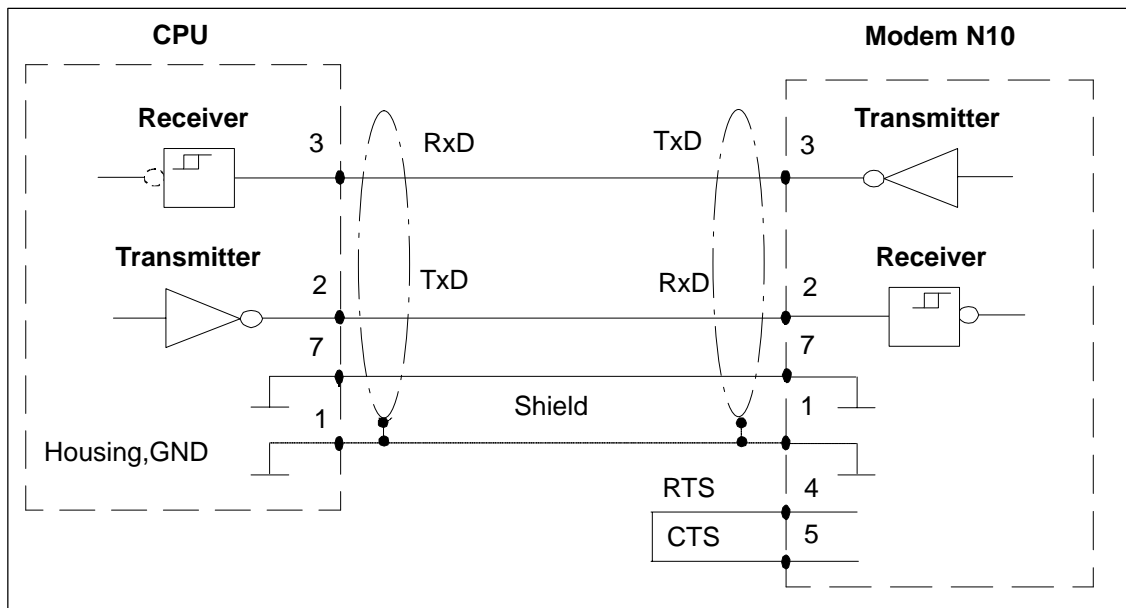 CPU
Modem N10
Receiver
Transmitter
3
RxD
TxD
3
Transmitter
Receiver
2
TxD
RxD
2
7
7
1
Shield
1
Housing,GND
RTS
4
CTS
5